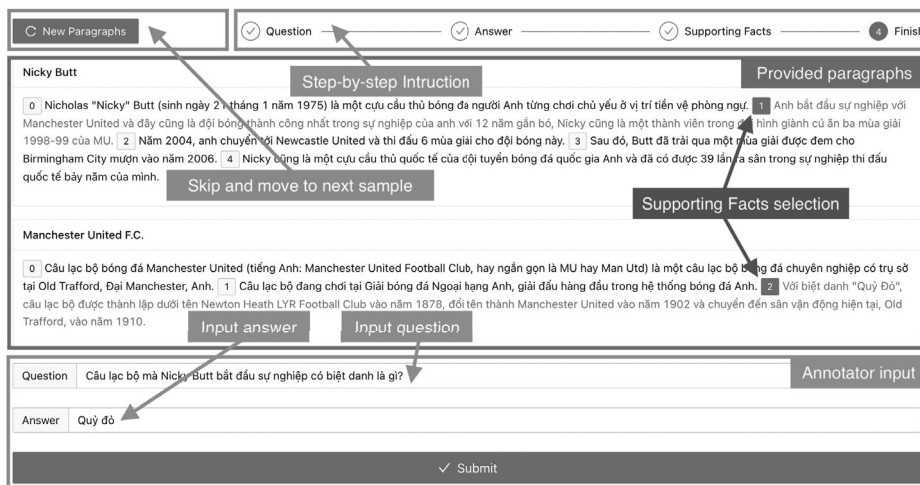 New Paragraphs
Question
Answer
Supporting Facts
4 Finish
Nicky Butt
Step-by-step Intruction
Provided paragraphs
0 Nicholas "Nicky" Butt (sinh ngày 21 tháng 1 năm 1975) là một cựu cầu thủ bóng đá người Anh từng chơi chủ yếu ở vị trí tiền vệ phòng ngự. 1 Anh bắt đầu sự nghiệp với
Manchester United và đây cũng là đội bóng thành công nhất trong sự nghiệp của anh với 12 năm gắn bó, Nicky cũng là một thành viên trong đội hình giành cú ăn ba mùa giải
1998-99 của MU. 2 Năm 2004, anh chuyển tới Newcastle United và thi đấu 6 mùa giải cho đội bóng này. 3 Sau đó, Butt đã trải qua một mùa giải được đem cho
Birmingham City mượn vào năm 2006. 4 Nicky cũng là một cựu cầu thủ quốc tế của đội tuyển bóng đá quốc gia Anh và đã có được 39 lần ra sân trong sự nghiệp thi đấu
quốc tế bảy năm của mình.
Skip and move to next sample
Supporting Facts selection
Manchester United F.C.
0 Câu lạc bộ bóng đá Manchester United (tiếng Anh: Manchester United Football Club, hay ngắn gọn là MU hay Man Utd) là một câu lạc bộ bóng đá chuyên nghiệp có trụ sở
tại Old Trafford, Đại Manchester, Anh. 1 Câu lạc bộ đang chơi tại Giải bóng đá Ngoại hạng Anh, giải đấu hàng đầu trong hệ thống bóng đá Anh. 2 Với biệt danh "Quỷ Đỏ",
câu lạc bộ được thành lập dưới tên Newton Heath LYR Football Club vào năm 1878, đổi tên thành Manchester United vào năm 1902 và chuyển đến sân vận động hiện tại, Old
Trafford, vào năm 1910.
Input answer
Input question
Question Câu lạc bộ mà Nicky Butt bắt đầu sự nghiệp có biệt danh là gì?
Annotator input
Answer Quỷ đỏ
Submit